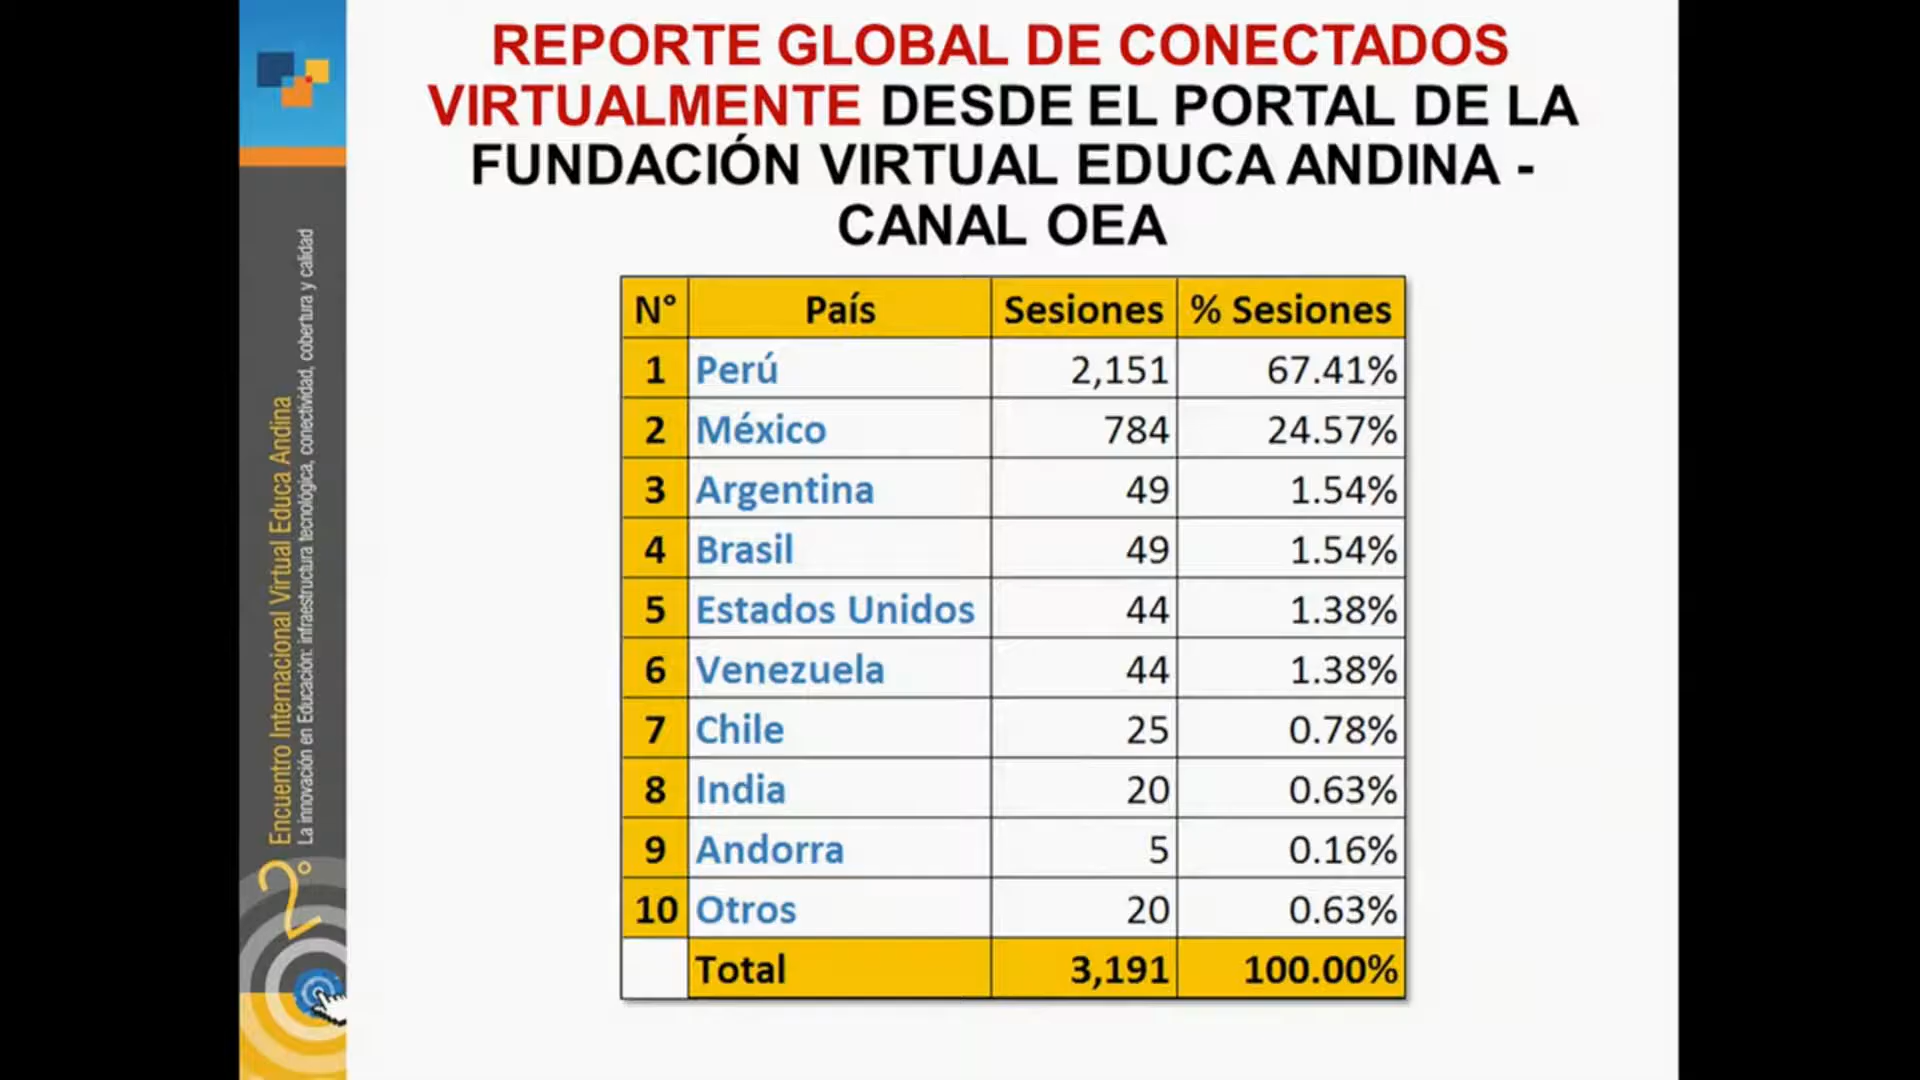 REPORTE GLOBAL DE CONECTADOS
VIRTUALMENTE DESDE EL PORTAL DE LA
FUNDACIÓN VIRTUAL EDUCA ANDINA -
CANAL OEA
N° País Sesiones % Sesiones
1 Perú 2,151 67.41%
2 México 784 24.57%
3 Argentina 49 1.54%
4 Brasil 49 1.54%
5 Estados Unidos 44 1.38%
6 Venezuela 44 1.38%
7 Chile 25 0.78%
8 India 20 0.63%
9 Andorra 5 0.16%
10 Otros 20 0.63%
Total 3,191 100.00%
2° Encuentro Internacional Virtual Educa Andina
La innovación en Educación: infraestructura tecnológica, conectividad, cobertura y calidad